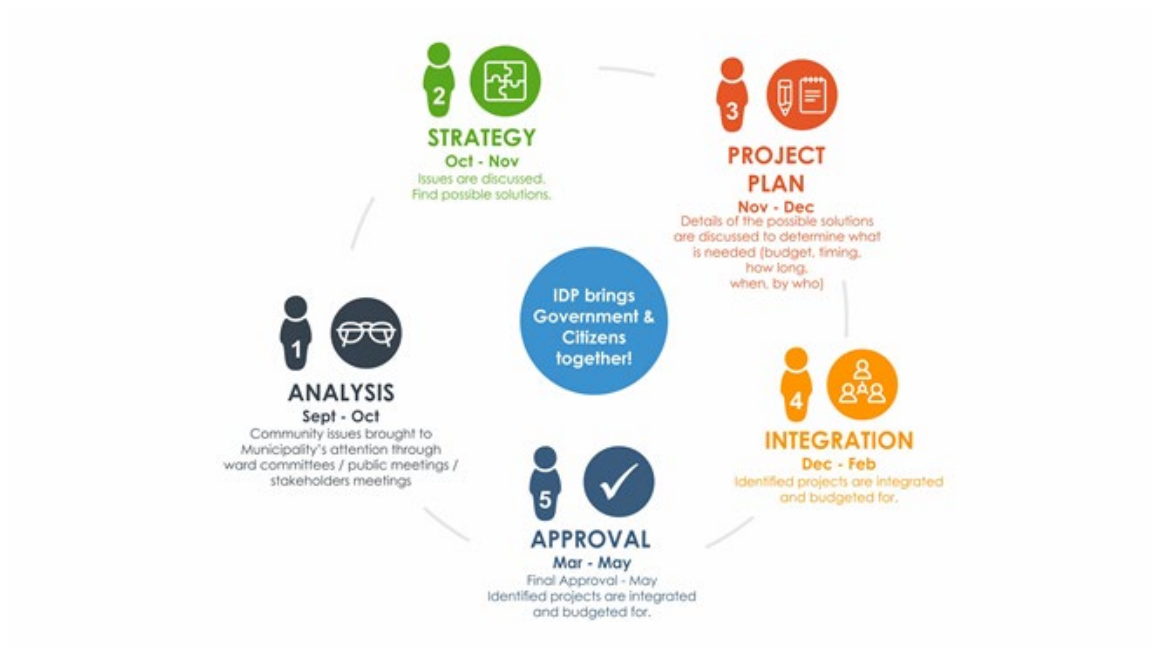 1
ANALYSIS
Sept - Oct
Community issues brought to
Municipality's attention through
ward committees / public meetings /
stakeholders meetings
2
STRATEGY
Oct - Nov
Issues are discussed.
Find possible solutions.
3
PROJECT
PLAN
Nov - Dec
Details of the possible solutions
are discussed to determine what
is needed (budget, timing,
how long,
when, by who)
4
INTEGRATION
Dec - Feb
Identified projects are integrated
and budgeted for.
5
APPROVAL
Mar - May
Final Approval - May
Identified projects are integrated
and budgeted for.
IDP brings
Government &
Citizens
together!